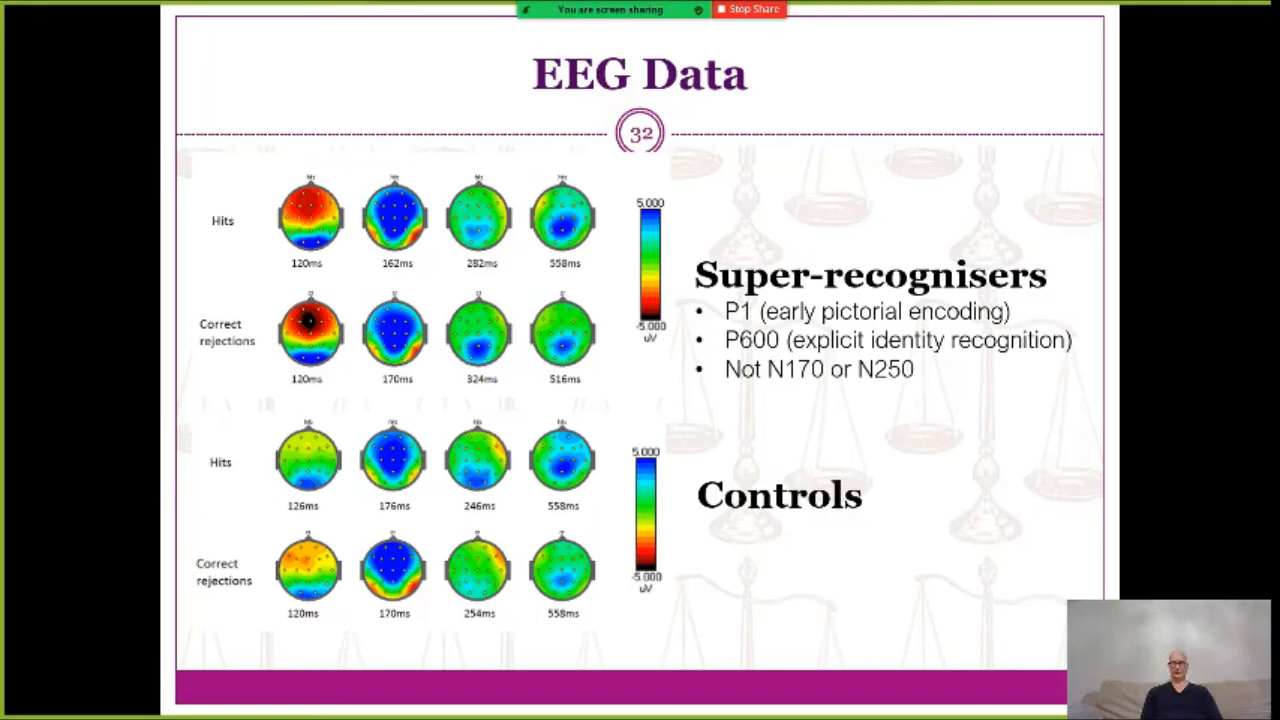 You are screen sharing
Stop Share
EEG Data
32
Hits
120ms
162ms
282ms
558ms
5.000
-5.000
uV
Correct
rejections
120ms
170ms
324ms
516ms
Super-recognisers
• P1 (early pictorial encoding)
• P600 (explicit identity recognition)
• Not N170 or N250
Hits
126ms
176ms
246ms
558ms
5.000
-5.000
uV
Correct
rejections
120ms
170ms
254ms
558ms
Controls